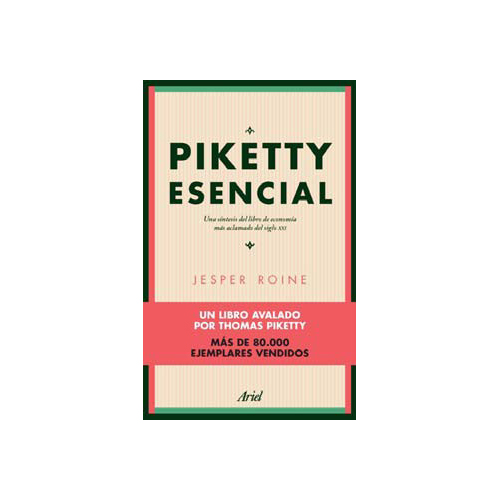 PIKETTY
ESENCIAL
Una síntesis del libro de economía
más aclamado del siglo XXI
JESPER ROINE
UN LIBRO AVALADO
POR THOMAS PIKETTY
MÁS DE 80.000
EJEMPLARES VENDIDOS
Ariel